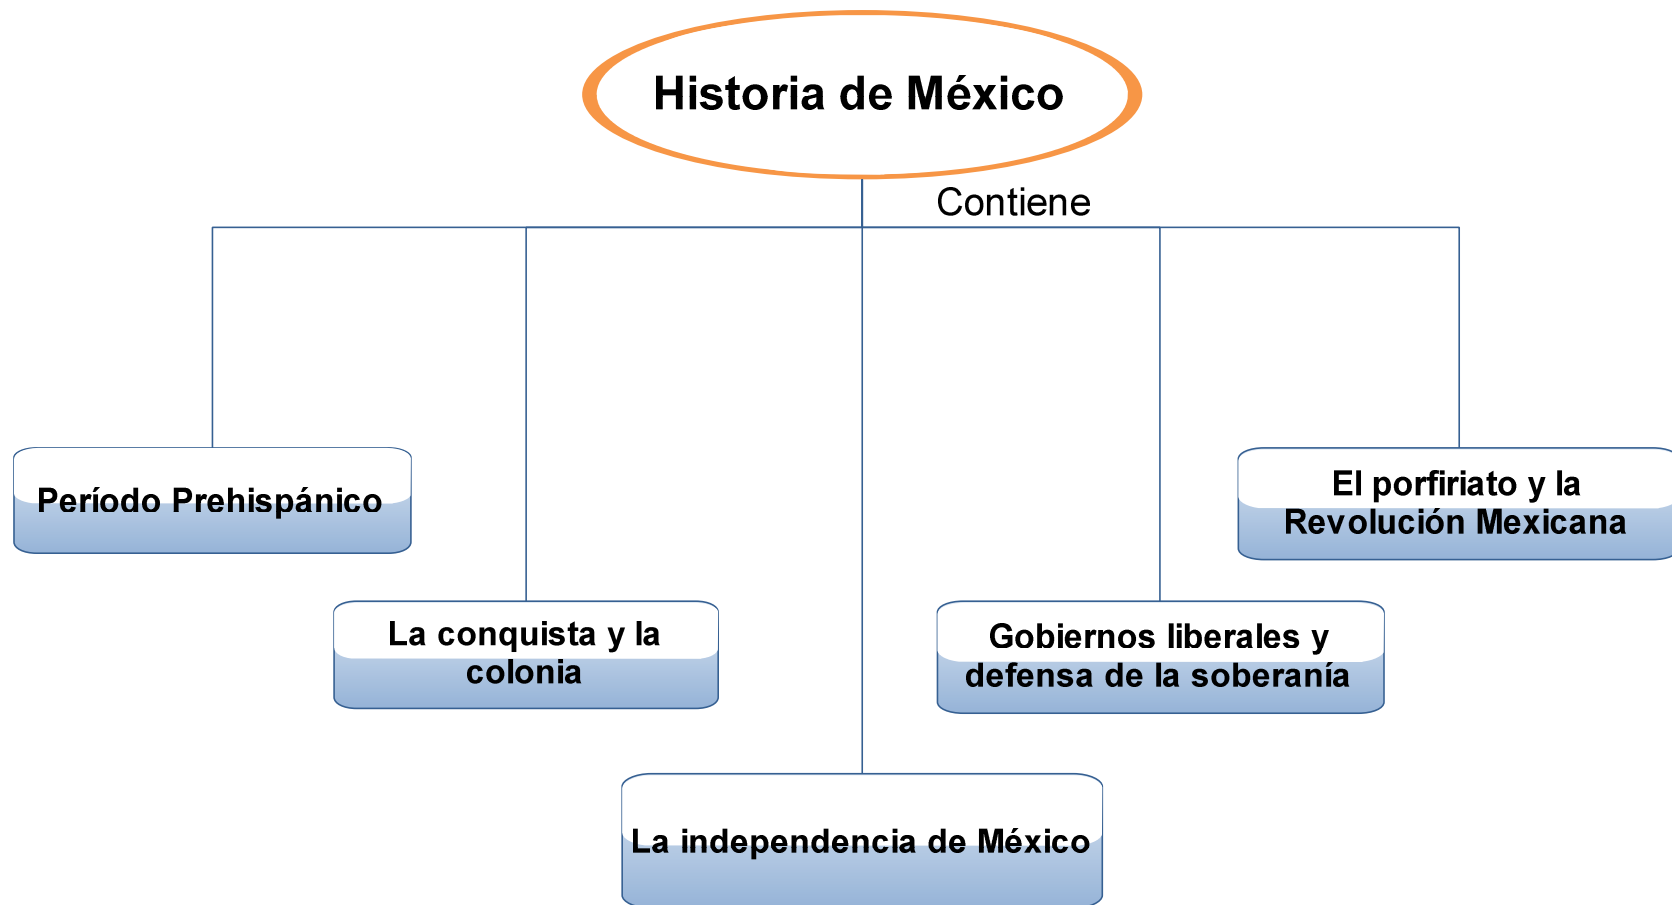 Historia de México
Contiene
Período Prehispánico
El porfiriato y la
Revolución Mexicana
La conquista y la
colonia
Gobiernos liberales y
defensa de la soberanía
La independencia de México